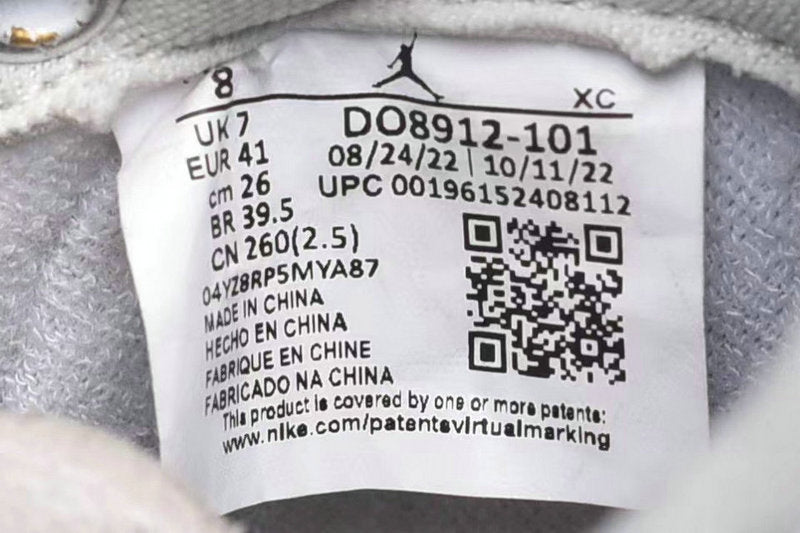 8 XC
UK 7
EUR 41
cm 26
BR 39.5
CN 260(2.5)
DO8912-101
08/24/22 | 10/11/22
UPC 00196152408112
04YZ8RP5MYA87
MADE IN CHINA
HECHO EN CHINA
FABRIQUE EN CHINE
FABRICADO NA CHINA
This product is covered by one or more patents:
www.nike.com/patentsvirtualmarking